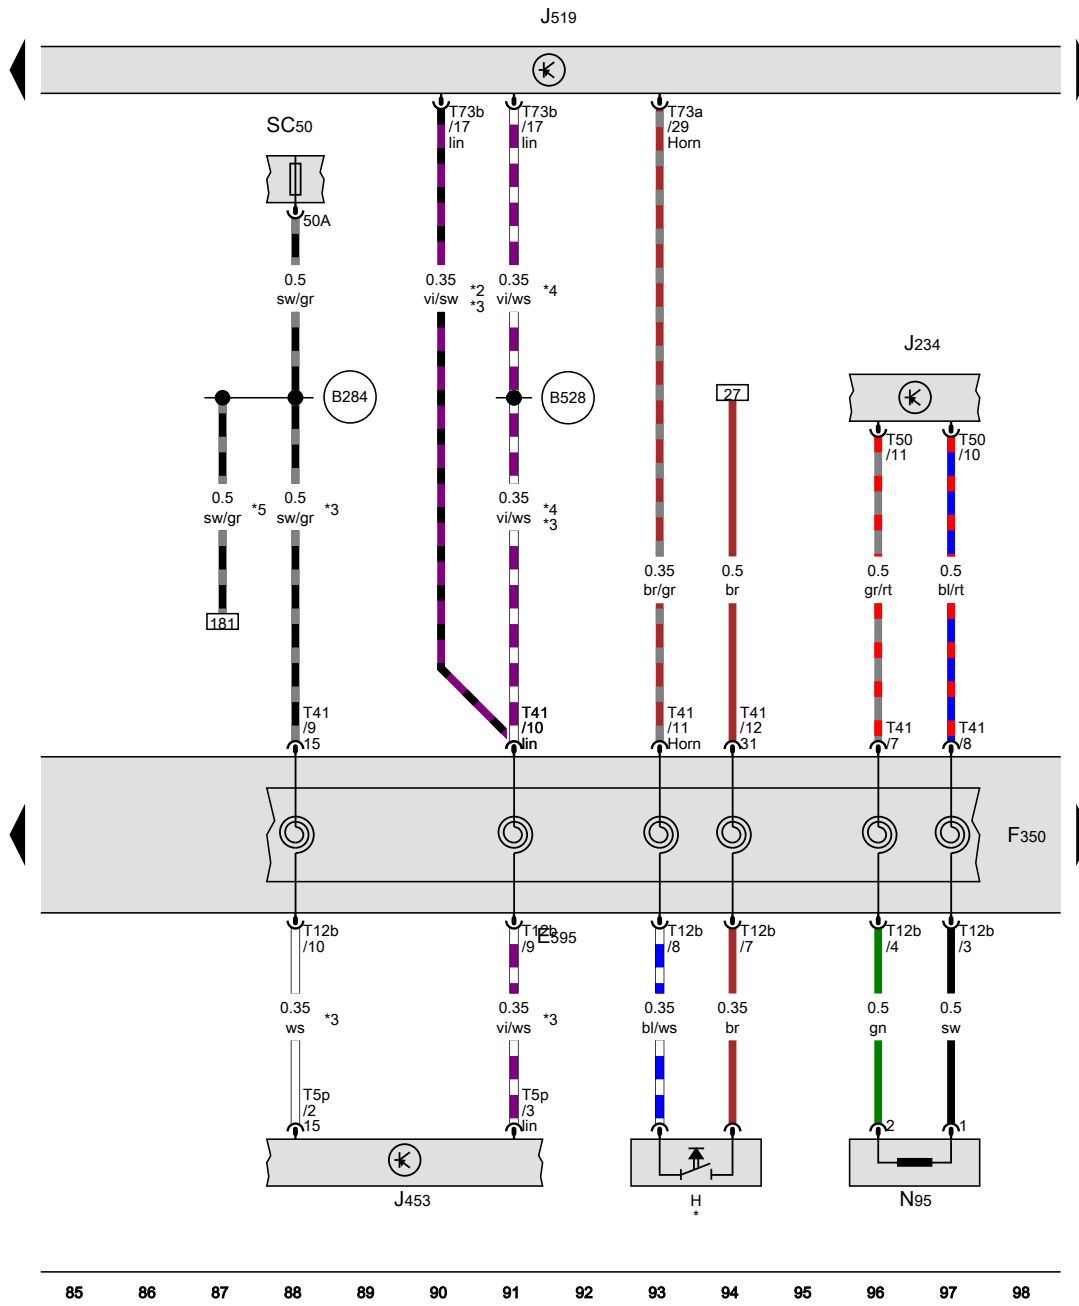 J519
T73b
/17
lin
T73b
/17
lin
T73a
/29
Horn
SC50
50A
0.5
sw/gr
0.35
vi/sw
*2
*3
0.35
vi/ws
*4
J234
B284
B528
27
T50
/11
T50
/10
0.5
sw/gr
*5
0.5
sw/gr
*3
0.35
vi/ws
*4
*3
0.35
br/gr
0.5
br
0.5
gr/rt
0.5
bl/rt
181
T41
/9
15
T41
/10
lin
T41
/11
Horn
T41
/12
31
T41
/7
T41
/8
F350
T12b
/10
T12b
/9
E595
T12b
/8
T12b
/7
T12b
/4
T12b
/3
0.35
ws
*3
0.35
vi/ws
*3
0.35
bl/ws
0.35
br
0.5
gn
0.5
sw
T5p
/2
15
T5p
/3
lin
2
1
J453
H
*
N95
85 86 87 88 89 90 91 92 93 94 95 96 97 98